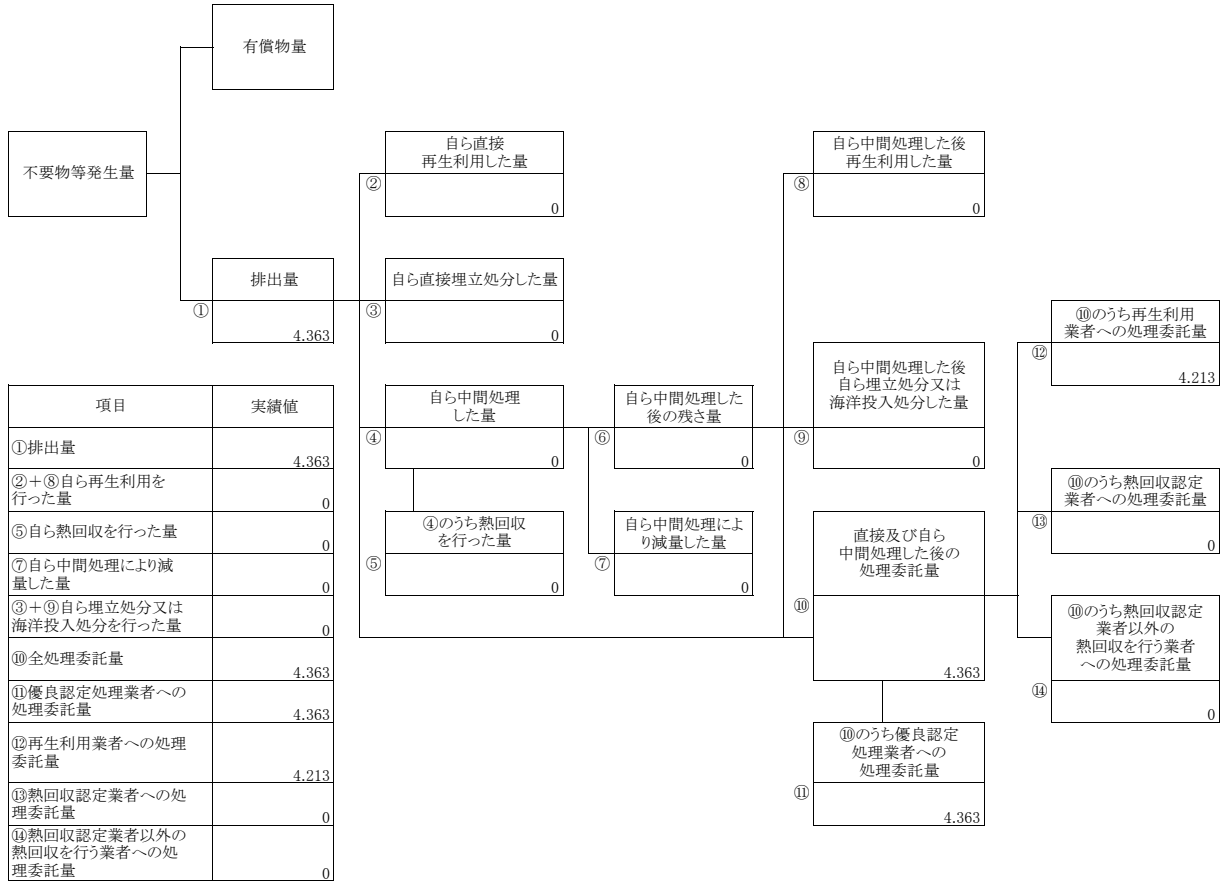 有償物量
不要物等発生量
自ら直接
再生利用した量
②
0
自ら中間処理した後
再生利用した量
⑧
0
排出量
①
4.363
自ら直接埋立処分した量
③
0
⑩のうち再生利用
業者への処理委託量
⑫
4.213
自ら中間処理
した量
④
0
自ら中間処理した
後の残さ量
⑥
0
自ら中間処理した後
自ら埋立処分又は
海洋投入処分した量
⑨
0
⑩のうち熱回収認定
業者への処理委託量
⑬
0
④のうち熱回収
を行った量
⑤
0
自ら中間処理によ
り減量した量
⑦
0
直接及び自ら
中間処理した後の
処理委託量
⑩
4.363
⑩のうち熱回収認定
業者以外の
熱回収を行う業者
への処理委託量
⑭
0
⑩のうち優良認定
処理業者への
処理委託量
⑪
4.363
項目
実績値
①排出量
4.363
②＋⑧自ら再生利用を
行った量
0
⑤自ら熱回収を行った量
0
⑦自ら中間処理により減
量した量
0
③＋⑨自ら埋立処分又は
海洋投入処分を行った量
0
⑩全処理委託量
4.363
⑪優良認定処理業者への
処理委託量
4.363
⑫再生利用業者への処理
委託量
4.213
⑬熱回収認定業者への処
理委託量
0
⑭熱回収認定業者以外の
熱回収を行う業者への処
理委託量
0